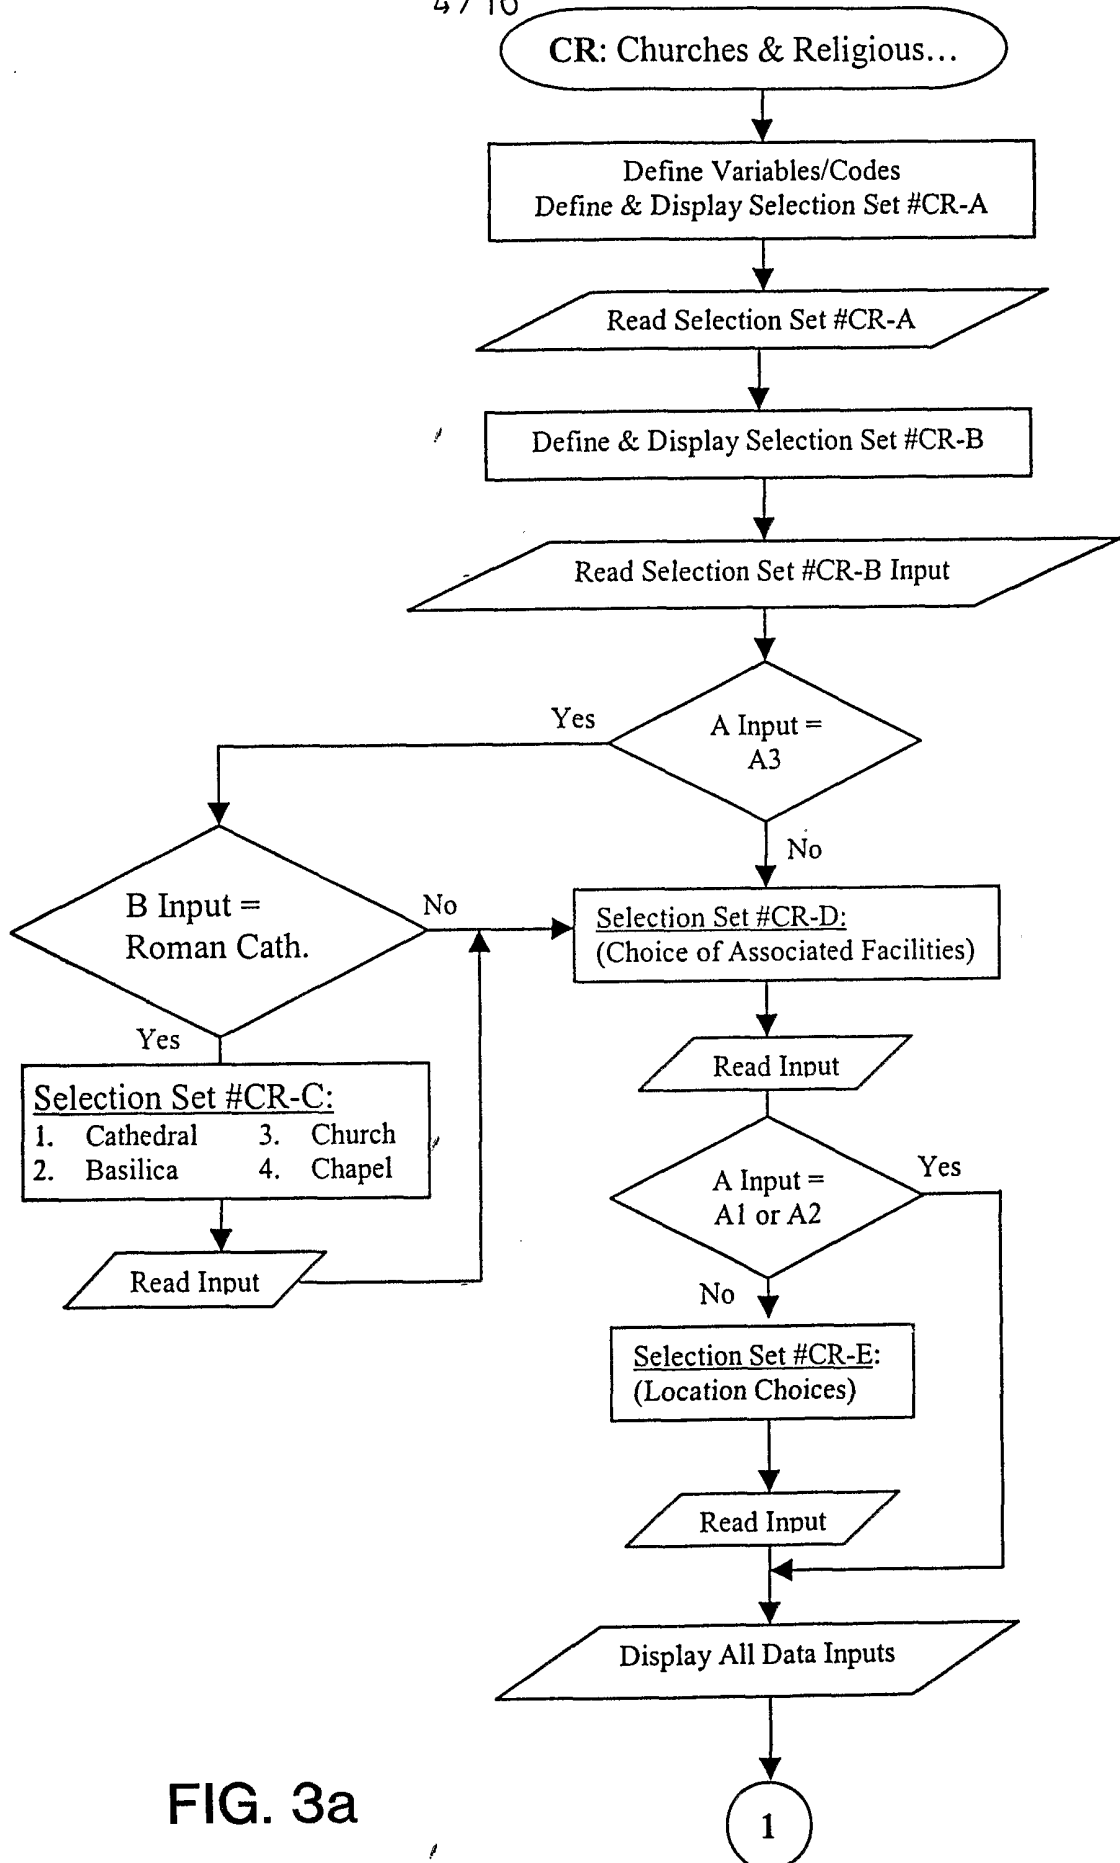 4/10
CR: Churches & Religious...
Define Variables/Codes
Define & Display Selection Set #CR-A
Read Selection Set #CR-A
Define & Display Selection Set #CR-B
Read Selection Set #CR-B Input
A Input =
A3
Yes
No
B Input =
Roman Cath.
No
Yes
Selection Set #CR-C:
1. Cathedral 3. Church
2. Basilica 4. Chapel
Read Input
Selection Set #CR-D:
(Choice of Associated Facilities)
Read Input
A Input =
A1 or A2
Yes
No
Selection Set #CR-E:
(Location Choices)
Read Input
Display All Data Inputs
1
FIG. 3a